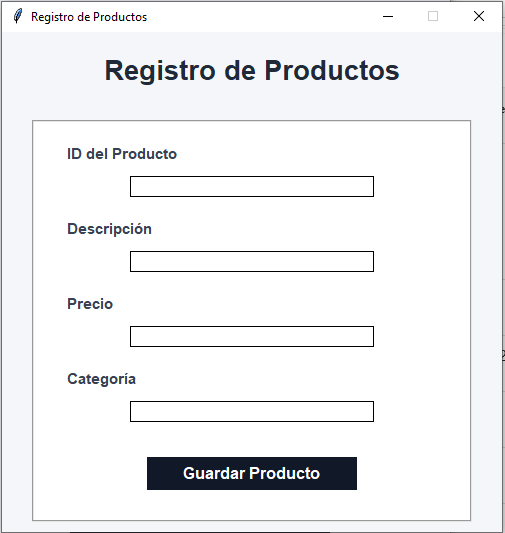 Registro de Productos
Registro de Productos
ID del Producto
Descripción
Precio
Categoría
Guardar Producto